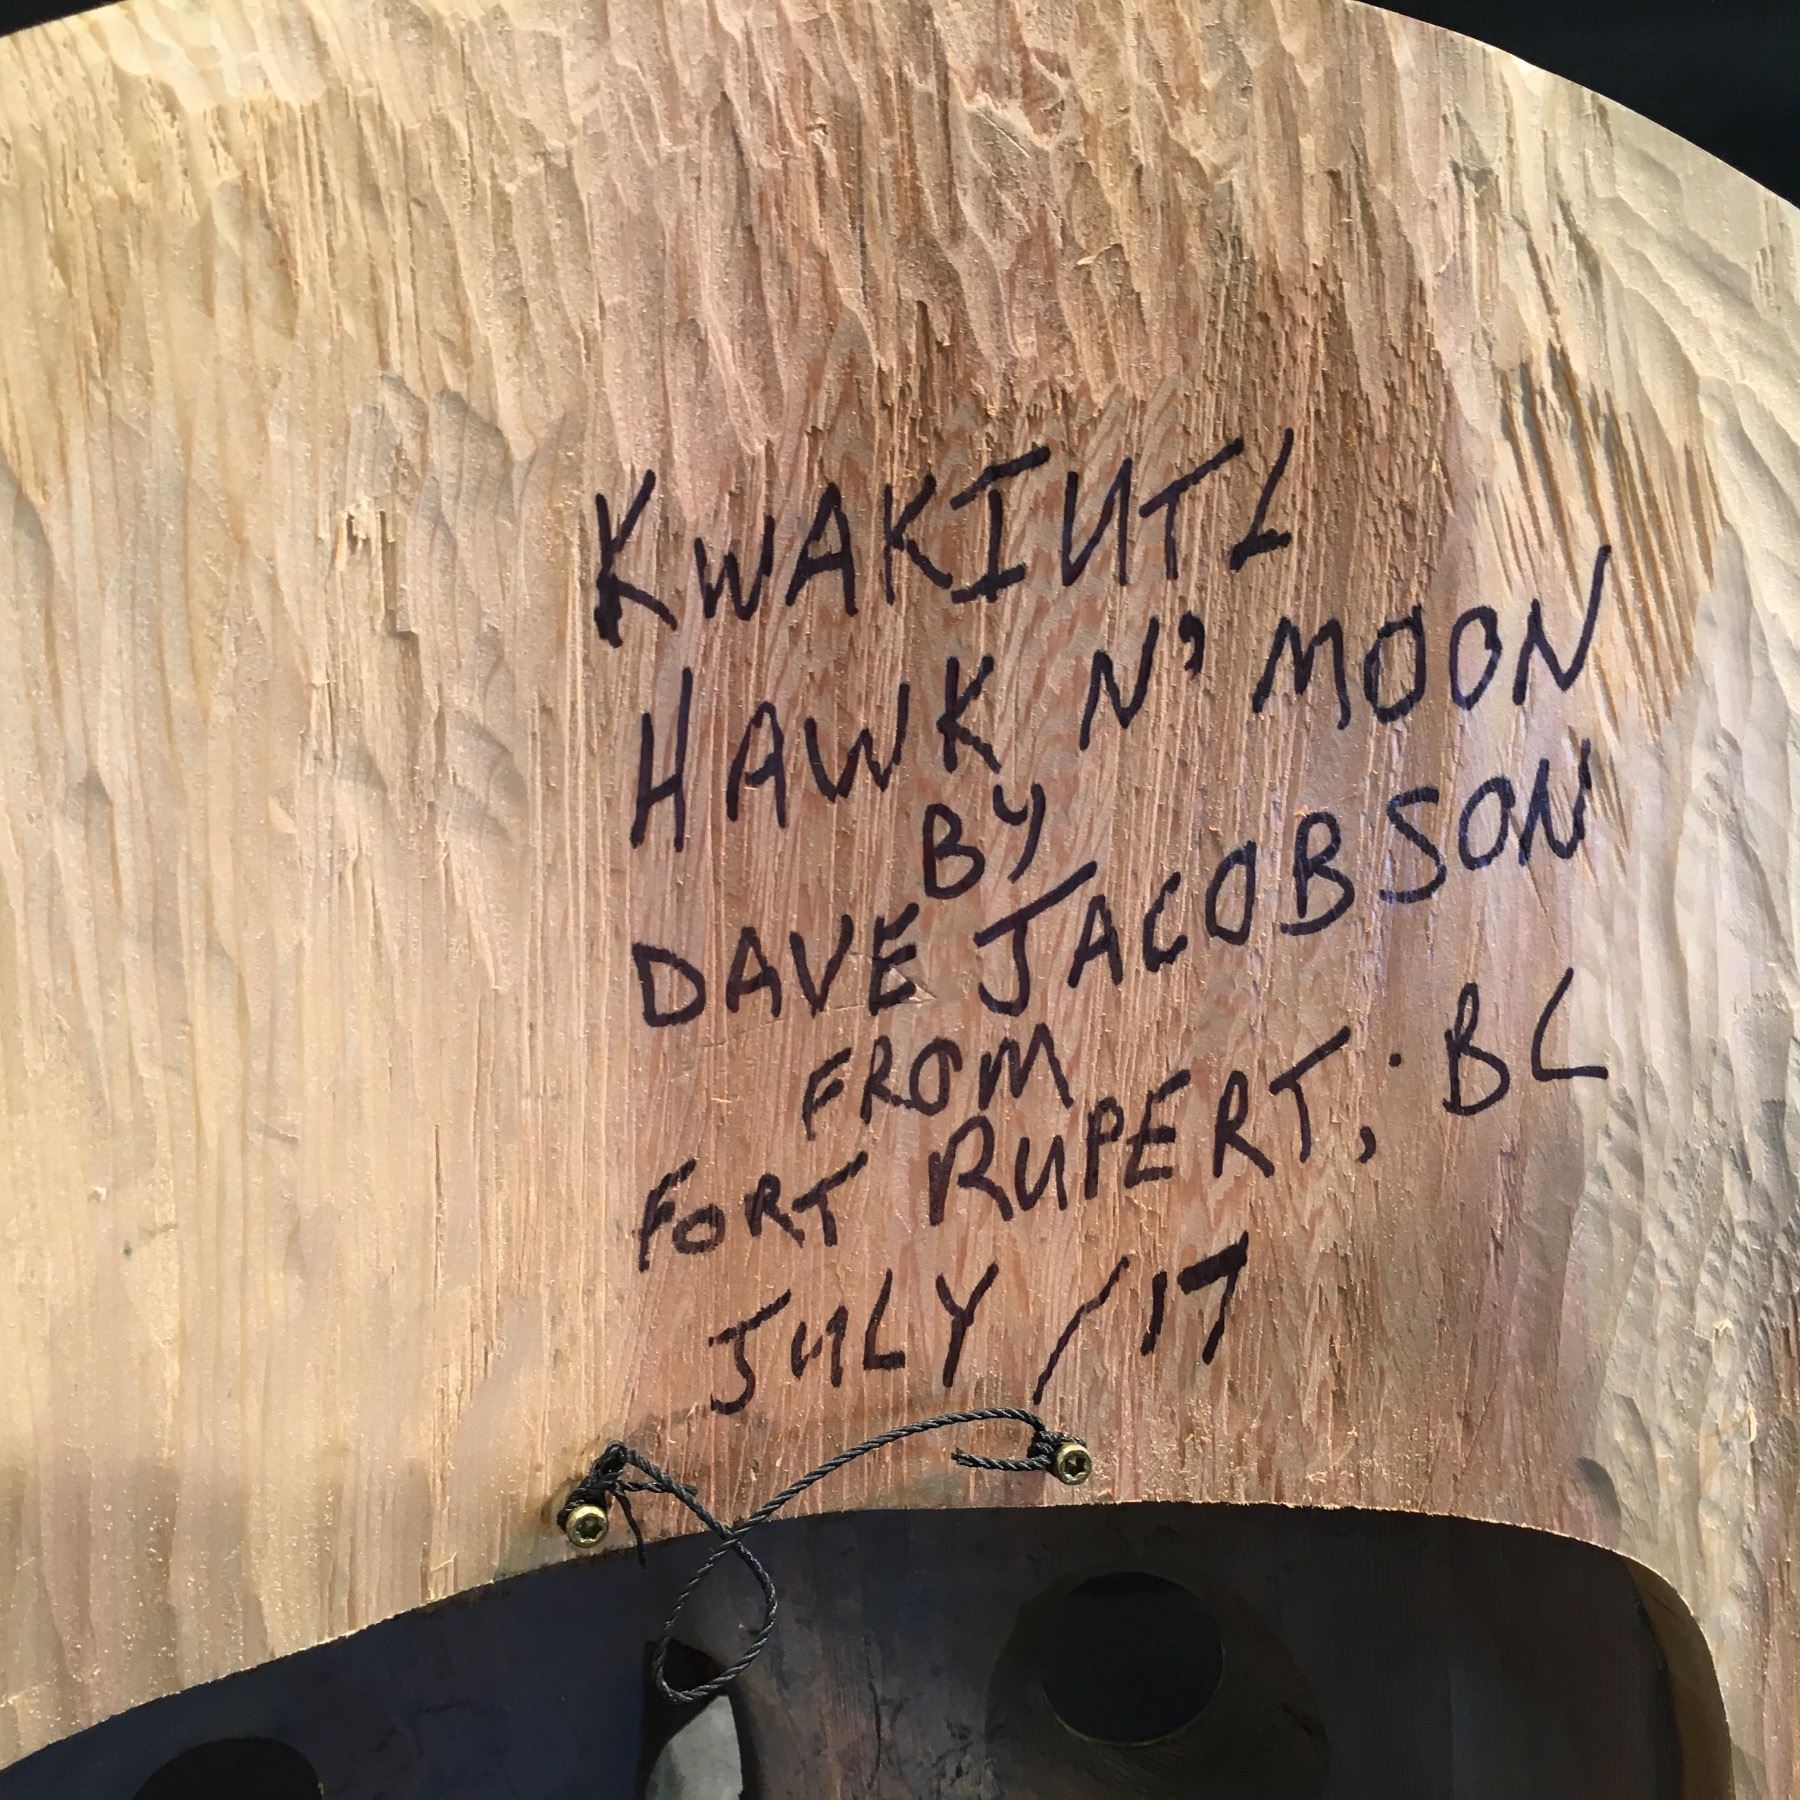 KWAKIUTL
HAWK N' MOON
BY
DAVE JACOBSON
FROM
FORT RUPERT, BC
JULY /17